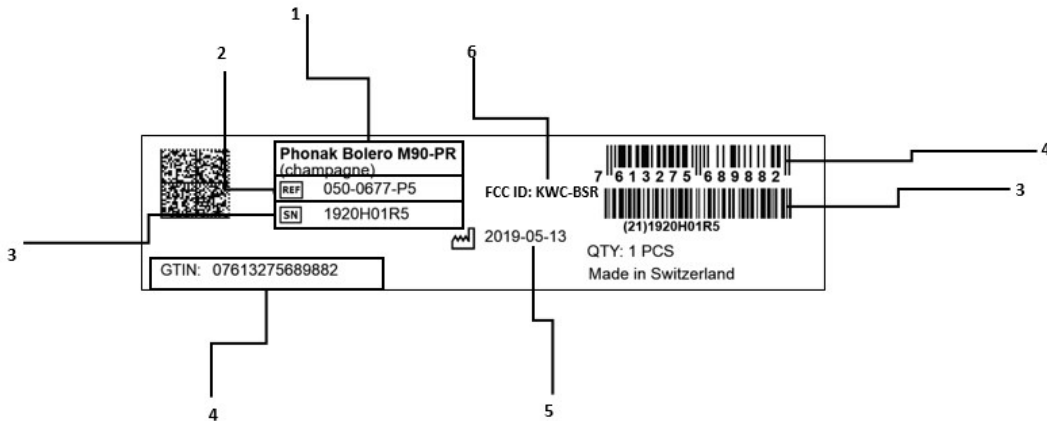 1
2
6
Phonak Bolero M90-PR
(champagne)
REF 050-0677-P5
SN 1920H01R5
FCC ID: KWC-BSR
7 613275 689882
4
3
(21)1920H01R5
2019-05-13
QTY: 1 PCS
Made in Switzerland
3
GTIN: 07613275689882
4
5